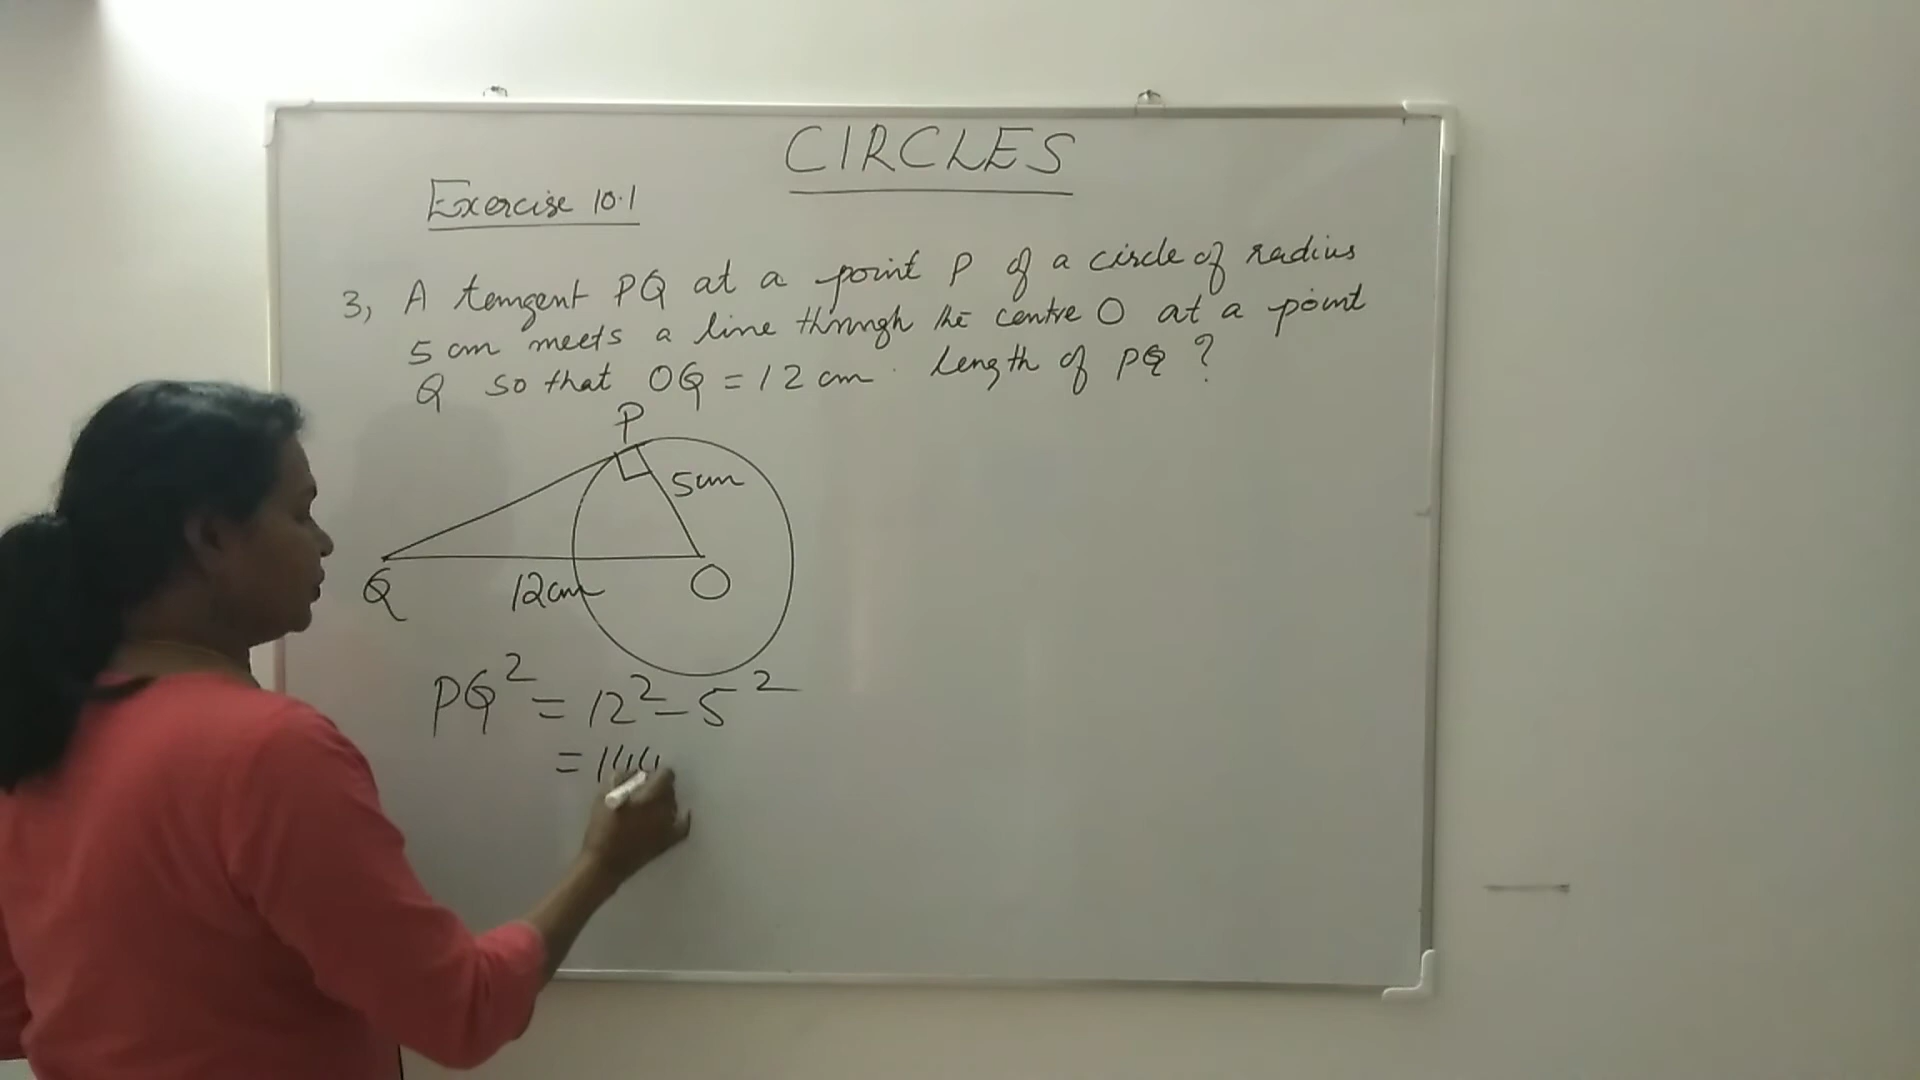 CIRCLES
Exercise 10.1
3, A tangent PQ at a point P of a circle of radius
5 cm meets a line through the centre O at a point
Q so that OQ = 12 cm. Length of PQ ?
P
5cm
Q
12cm
O
PQ² = 12² - 5²
= 144